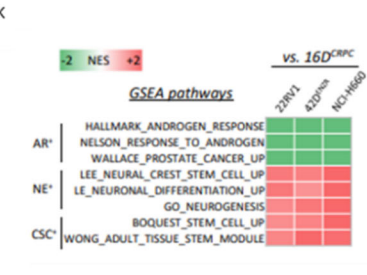 K
-2 NES +2
vs. 16D^CRPC
GSEA pathways
22RV1
42D^ENZR
NCI-H660
HALLMARK_ANDROGEN_RESPONSE
AR⁺ NELSON_RESPONSE_TO_ANDROGEN
WALLACE_PROSTATE_CANCER_UP
LEE_NEURAL_CREST_STEM_CELL_UP
NE⁺ LE_NEURONAL_DIFFERENTIATION_UP
GO_NEUROGENESIS
BOQUEST_STEM_CELL_UP
CSC⁺ WONG_ADULT_TISSUE_STEM_MODULE